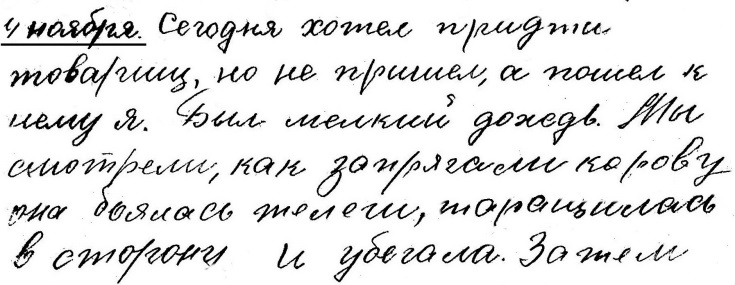 4 ноября. Сегодня хотел придти
товарищ, но не пришел, а пошел к
нему я. Был мелкий дождь. Мы
смотрели, как запрягали корову
она боялась телеги, таращилась
в сторону и убегала. Затем